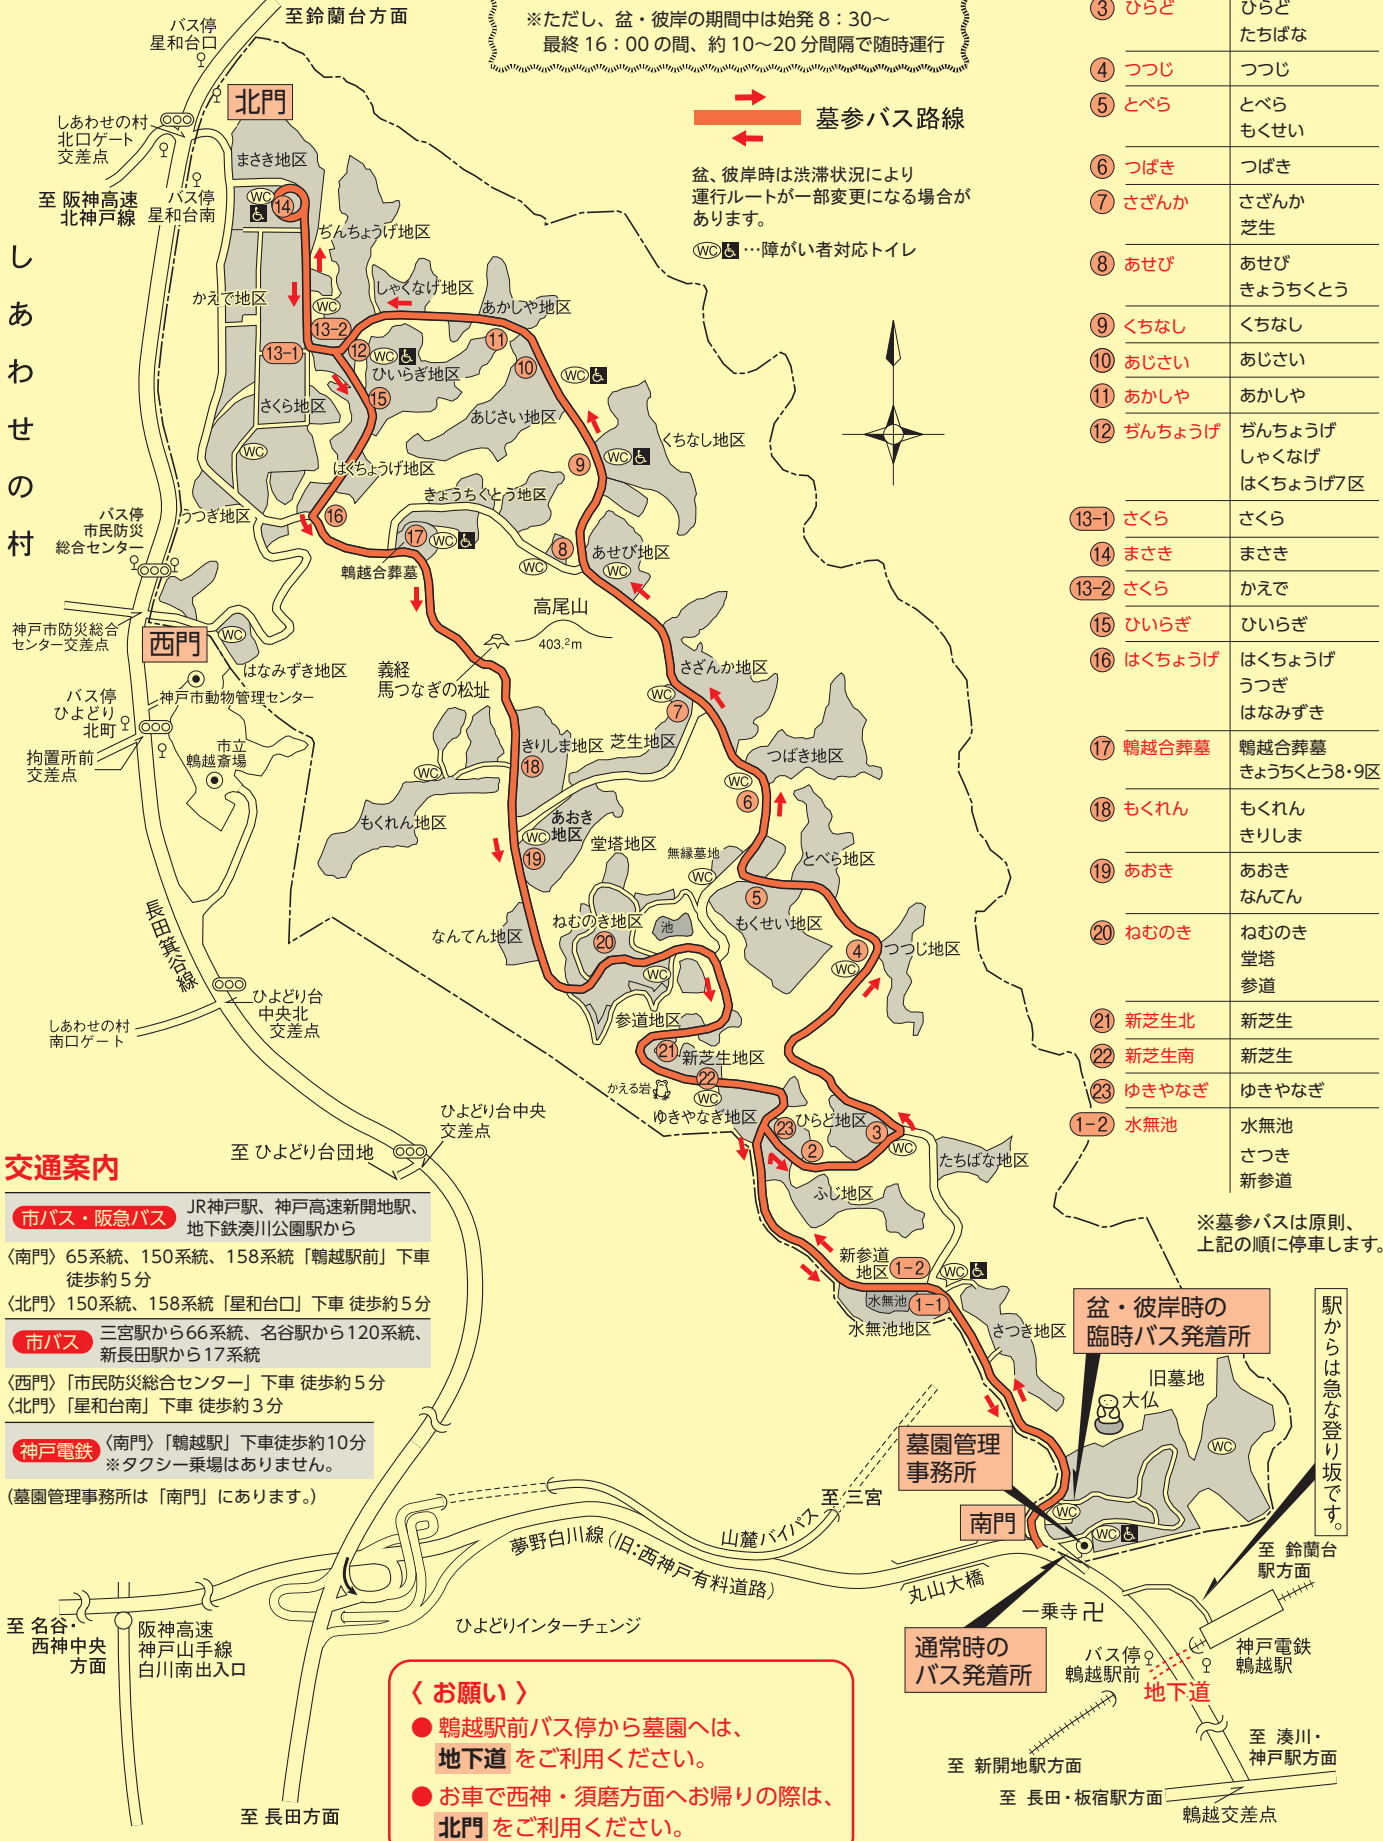 ※ただし、盆・彼岸の期間中は始発8：30～
最終16：00の間、約10～20分間隔で随時運行
墓参バス路線
盆、彼岸時は渋滞状況により
運行ルートが一部変更になる場合が
あります。
WC…障がい者対応トイレ
至鈴蘭台方面
バス停
星和台口
北門
しあわせの村
北口ゲート
交差点
至 阪神高速
北神戸線
バス停
星和台南
しあわせの村
まさき地区
WC
14
ぢんちょうげ地区
しゃくなげ地区
かえで地区
WC
あかしや地区
13-2
13-1
12
WC
11
10
WC
ひいらぎ地区
15
さくら地区
あじさい地区
くちなし地区
WC
はくちょうげ地区
9
WC
きょうちくとう地区
うつぎ地区
16
バス停
市民防災
総合センター
17
WC
8
あせび地区
WC
WC
鵯越合葬墓
高尾山
403.2m
神戸市防災総合
センター交差点
西門
WC
はなみずき地区
神戸市動物管理センター
義経
馬つなぎの松址
さざんか地区
WC
7
バス停
ひよどり
北町
拘置所前
交差点
市立
鵯越斎場
きりしま地区
芝生地区
つばき地区
18
WC
WC
6
もくれん地区
あおき
地区
WC
19
堂塔地区
無縁墓地
WC
とべら地区
5
もくせい地区
長田箕谷線
なんてん地区
ねむのき地区
20
池
WC
4
WC
つつじ地区
ひよどり台
中央北
交差点
しあわせの村
南口ゲート
参道地区
21
新芝生地区
22
かえる岩
WC
ゆきやなぎ地区
ひらど地区
23
2
3
WC
たちばな地区
ふじ地区
ひよどり台中央
交差点
至 ひよどり台団地
新参道
地区
1-2
WC
水無池
1-1
水無池地区
さつき地区
盆・彼岸時の
臨時バス発着所
旧墓地
大仏
WC
駅からは急な登り坂です。
墓園管理
事務所
南門
WC
WC
至 三宮
山麓バイパス
夢野白川線（旧:西神戸有料道路）
丸山大橋
至 鈴蘭台
駅方面
一乗寺卍
通常時の
バス発着所
バス停
鵯越駅前
神戸電鉄
鵯越駅
地下道
至 新開地駅方面
至 湊川・
神戸駅方面
至 長田・板宿駅方面
鵯越交差点
至 名谷・
西神中央
方面
阪神高速
神戸山手線
白川南出入口
ひよどりインターチェンジ
至 長田方面
交通案内
市バス・阪急バス JR神戸駅、神戸高速新開地駅、
地下鉄湊川公園駅から
〈南門〉65系統、150系統、158系統「鵯越駅前」下車
徒歩約5分
〈北門〉150系統、158系統「星和台口」下車 徒歩約5分
市バス 三宮駅から66系統、名谷駅から120系統、
新長田駅から17系統
〈西門〉「市民防災総合センター」下車 徒歩約5分
〈北門〉「星和台南」下車 徒歩約3分
神戸電鉄 〈南門〉「鵯越駅」下車徒歩約10分
※タクシー乗場はありません。
(墓園管理事務所は「南門」にあります。)
〈 お願い 〉
● 鵯越駅前バス停から墓園へは、
地下道をご利用ください。
● お車で西神・須磨方面へお帰りの際は、
北門をご利用ください。
3 ひらど ひらど
たちばな
4 つつじ つつじ
5 とべら とべら
もくせい
6 つばき つばき
7 さざんか さざんか
芝生
8 あせび あせび
きょうちくとう
9 くちなし くちなし
10 あじさい あじさい
11 あかしや あかしや
12 ぢんちょうげ ぢんちょうげ
しゃくなげ
はくちょうげ7区
13-1 さくら さくら
14 まさき まさき
13-2 さくら かえで
15 ひいらぎ ひいらぎ
16 はくちょうげ はくちょうげ
うつぎ
はなみずき
17 鵯越合葬墓 鵯越合葬墓
きょうちくとう8・9区
18 もくれん もくれん
きりしま
19 あおき あおき
なんてん
20 ねむのき ねむのき
堂塔
参道
21 新芝生北 新芝生
22 新芝生南 新芝生
23 ゆきやなぎ ゆきやなぎ
1-2 水無池 水無池
さつき
新参道
※墓参バスは原則、
上記の順に停車します。